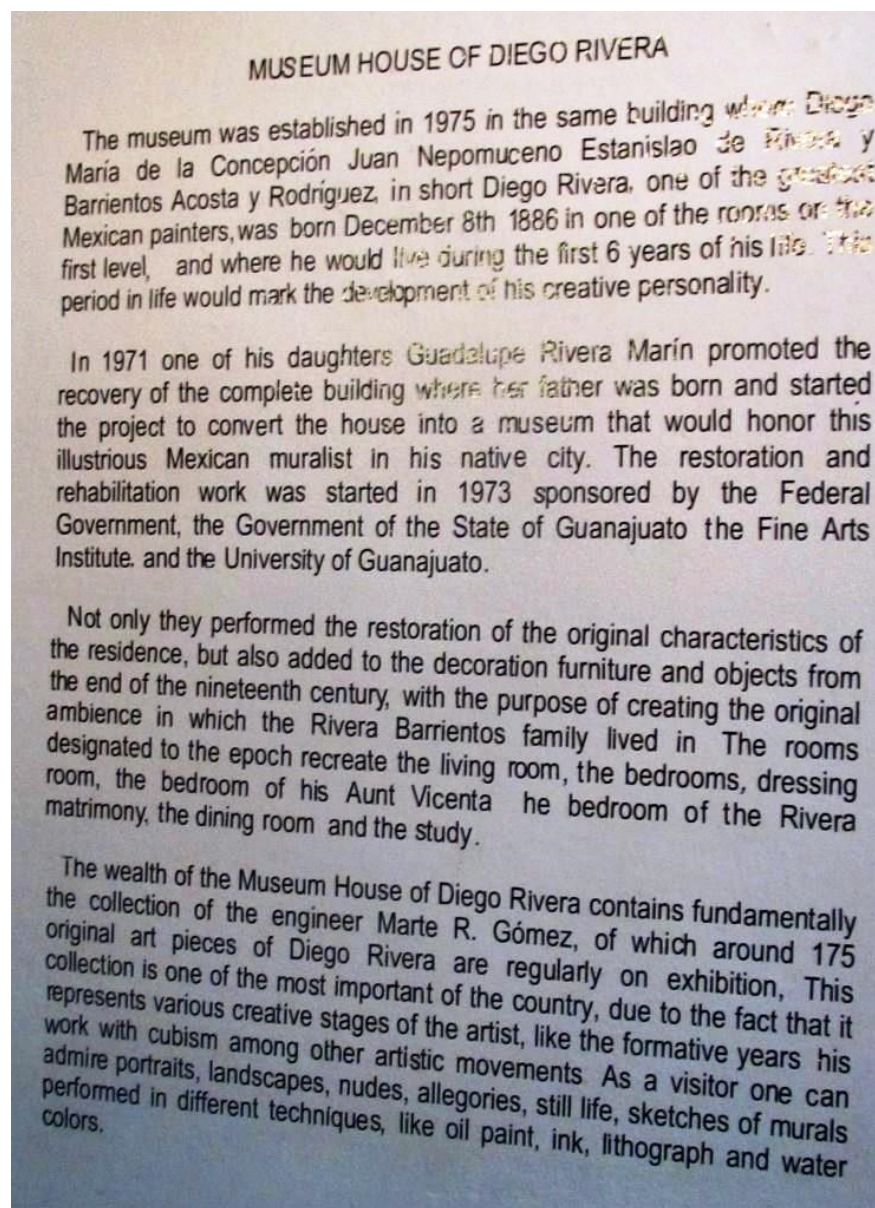 MUSEUM HOUSE OF DIEGO RIVERA
The museum was established in 1975 in the same building where Diego
María de la Concepción Juan Nepomuceno Estanislao de Rivera y
Barrientos Acosta y Rodríguez, in short Diego Rivera, one of the greatest
Mexican painters, was born December 8th 1886 in one of the rooms on the
first level, and where he would live during the first 6 years of his life. This
period in life would mark the development of his creative personality.
In 1971 one of his daughters Guadalupe Rivera Marín promoted the
recovery of the complete building where her father was born and started
the project to convert the house into a museum that would honor this
illustrious Mexican muralist in his native city. The restoration and
rehabilitation work was started in 1973 sponsored by the Federal
Government, the Government of the State of Guanajuato the Fine Arts
Institute. and the University of Guanajuato.
Not only they performed the restoration of the original characteristics of
the residence, but also added to the decoration furniture and objects from
the end of the nineteenth century, with the purpose of creating the original
ambience in which the Rivera Barrientos family lived in The rooms
designated to the epoch recreate the living room, the bedrooms, dressing
room, the bedroom of his Aunt Vicenta he bedroom of the Rivera
matrimony, the dining room and the study.
The wealth of the Museum House of Diego Rivera contains fundamentally
the collection of the engineer Marte R. Gómez, of which around 175
original art pieces of Diego Rivera are regularly on exhibition, This
collection is one of the most important of the country, due to the fact that it
represents various creative stages of the artist, like the formative years his
work with cubism among other artistic movements As a visitor one can
admire portraits, landscapes, nudes, allegories, still life, sketches of murals
performed in different techniques, like oil paint, ink, lithograph and water
colors.